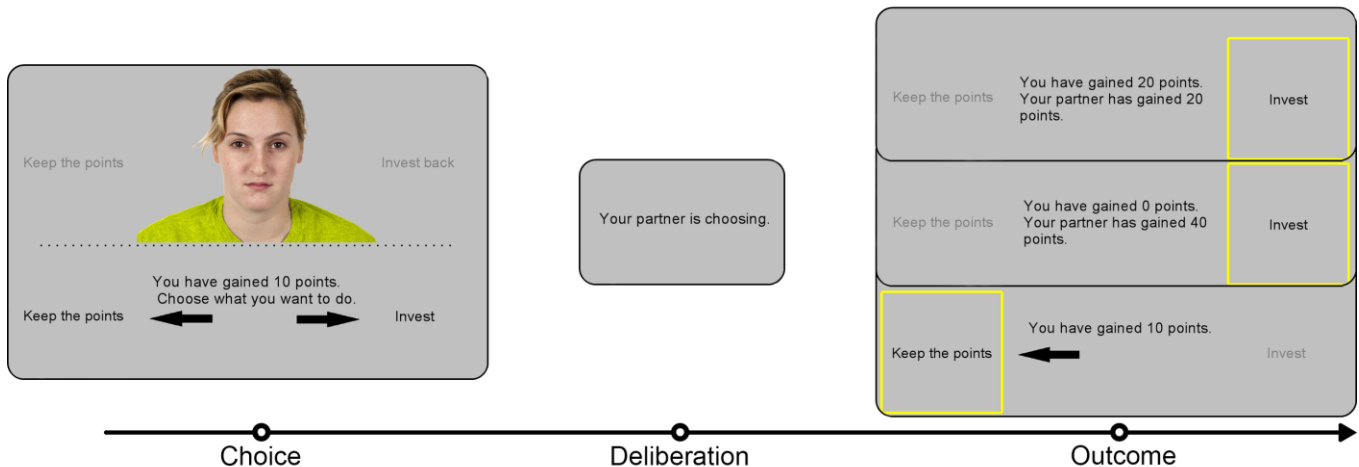 Keep the points
Invest back
You have gained 10 points.
Choose what you want to do.
Keep the points
Invest
Your partner is choosing.
Keep the points
You have gained 20 points.
Your partner has gained 20
points.
Invest
Keep the points
You have gained 0 points.
Your partner has gained 40
points.
Invest
Keep the points
You have gained 10 points.
Invest
Choice
Deliberation
Outcome